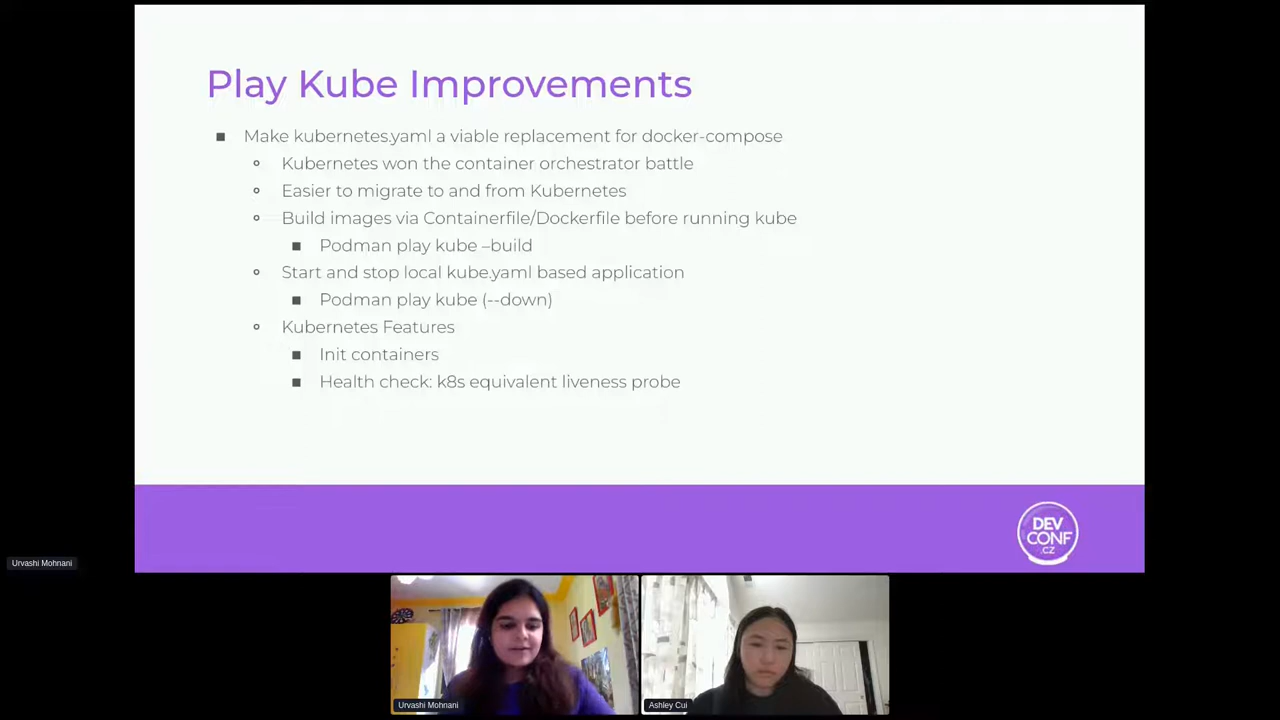 Play Kube Improvements
Make kubernetes.yaml a viable replacement for docker-compose
Kubernetes won the container orchestrator battle
Easier to migrate to and from Kubernetes
Build images via Containerfile/Dockerfile before running kube
Podman play kube –build
Start and stop local kube.yaml based application
Podman play kube (--down)
Kubernetes Features
Init containers
Health check: k8s equivalent liveness probe
DEV
CONF
.CZ
Urvashi Mohnani
Urvashi Mohnani
Ashley Cui